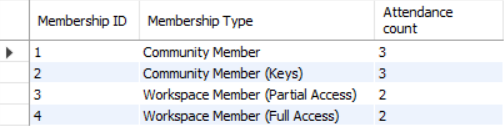 Membership ID Membership Type Attendance count
1 Community Member 3
2 Community Member (Keys) 3
3 Workspace Member (Partial Access) 2
4 Workspace Member (Full Access) 2